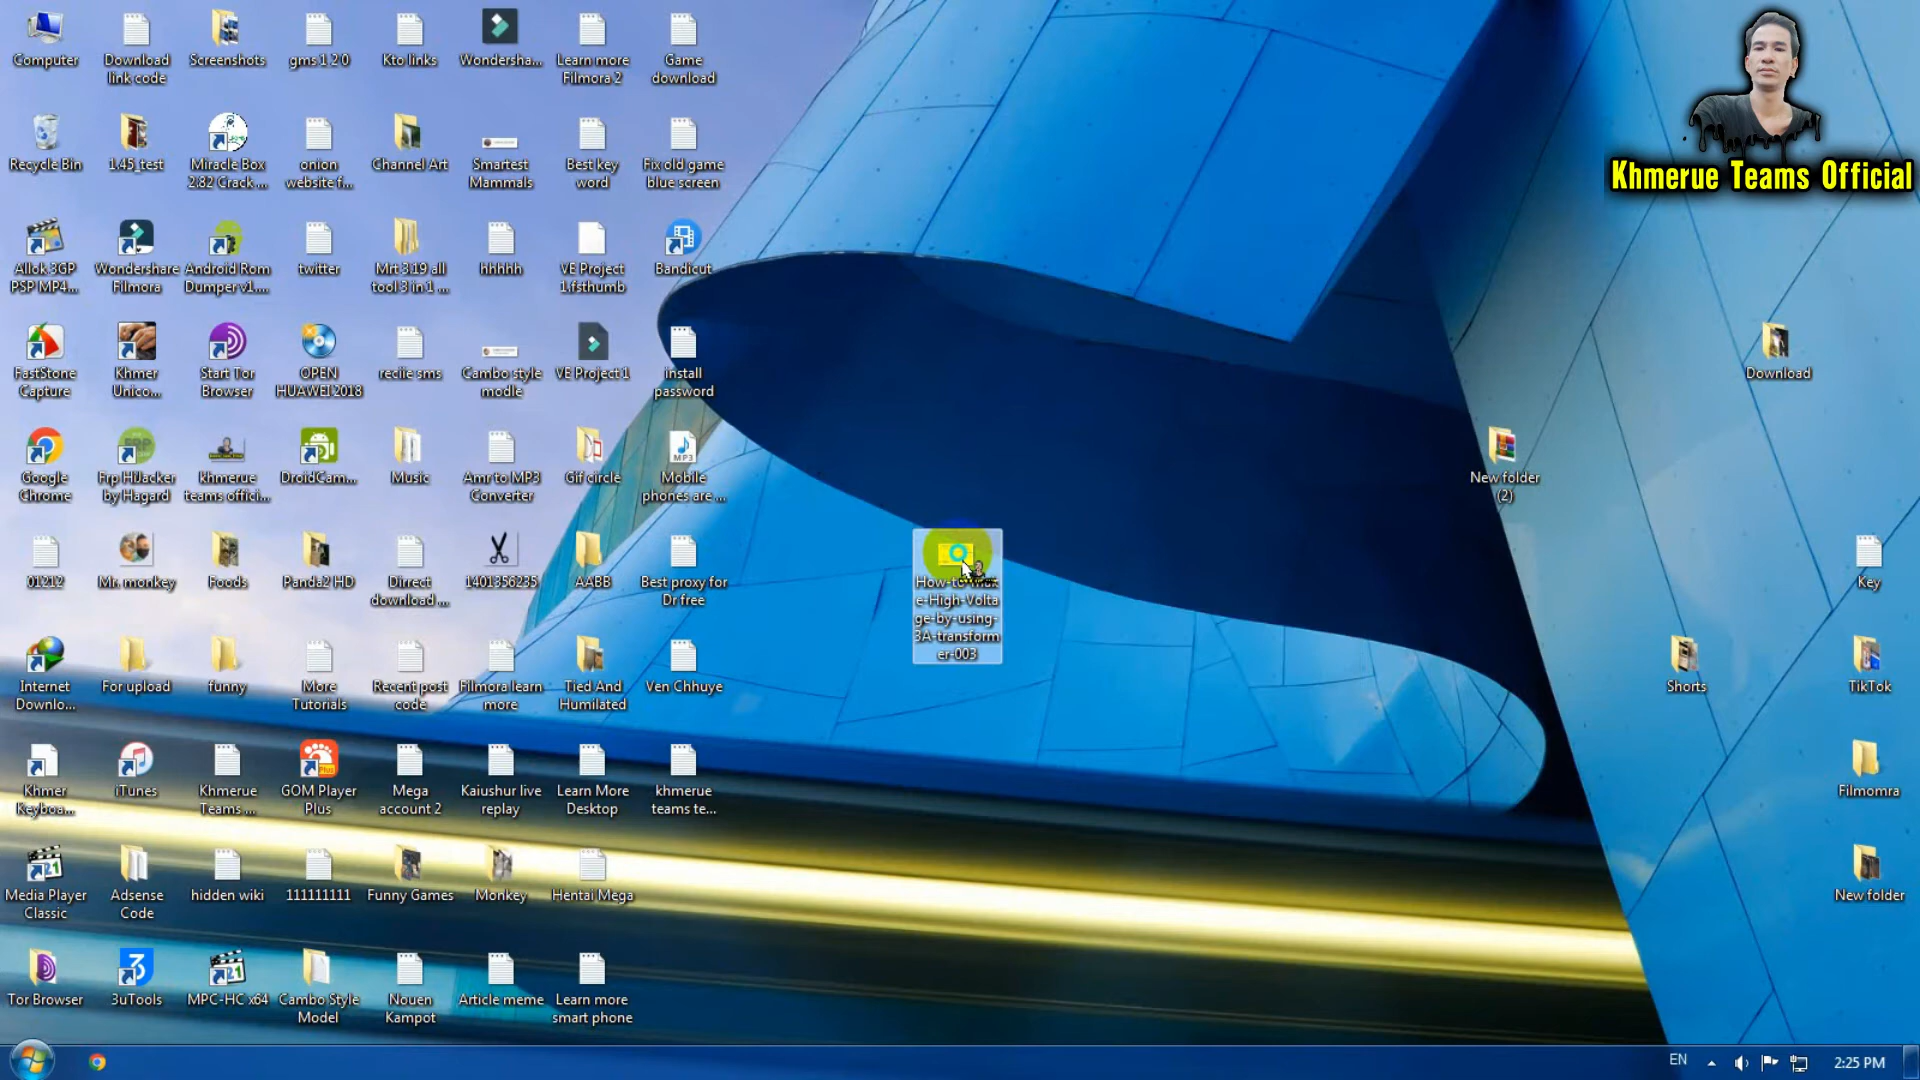 Computer
Download
link code
Screenshots
gms 1.2.0
Kto links
Wondersha...
Learn more
Filmora 2
Game
download
Khmerue Teams Official
Recycle Bin
1.45_test
Miracle Box
2.82 Crack ...
onion
website f...
Channel Art
Smartest
Mammals
Best key
word
Fix old game
blue screen
Allok 3GP
PSP MP4...
Wondershare
Filmora
Android Rom
Dumper v1....
twitter
Mrt 3.19 all
tool 3 in 1 ...
hhhhh
VE Project
1.fsthumb
Bandicut
FastStone
Capture
Khmer
Unico...
Start Tor
Browser
OPEN
HUAWEI2018
reciie sms
Cambo style
modle
VE Project 1
install
password
Download
Google
Chrome
Frp HiJacker
by Hagard
khmerue
teams offici...
DroidCam...
Music
Amr to MP3
Converter
Gif circle
MP3
Mobile
phones are ...
New folder
(2)
01212
Mr. monkey
Foods
Panda2 HD
Dirrect
download ...
1401356235
AABB
Best proxy for
Dr free
How-to-mak
e-High-Volta
ge-by-using-
3A-transform
er-003
Key
Internet
Downlo...
For upload
funny
More
Tutorials
Recent post
code
Filmora learn
more
Tied And
Humilated
Ven Chhuye
Shorts
TikTok
Khmer
Keyboa...
iTunes
Khmerue
Teams ...
GOM Player
Plus
Mega
account 2
Kaiushur live
replay
Learn More
Desktop
khmerue
teams te...
Filmomra
Media Player
Classic
Adsense
Code
hidden wiki
111111111
Funny Games
Monkey
Hentai Mega
New folder
Tor Browser
3uTools
MPC-HC x64
Cambo Style
Model
Nouen
Kampot
Article meme
Learn more
smart phone
EN
2:25 PM